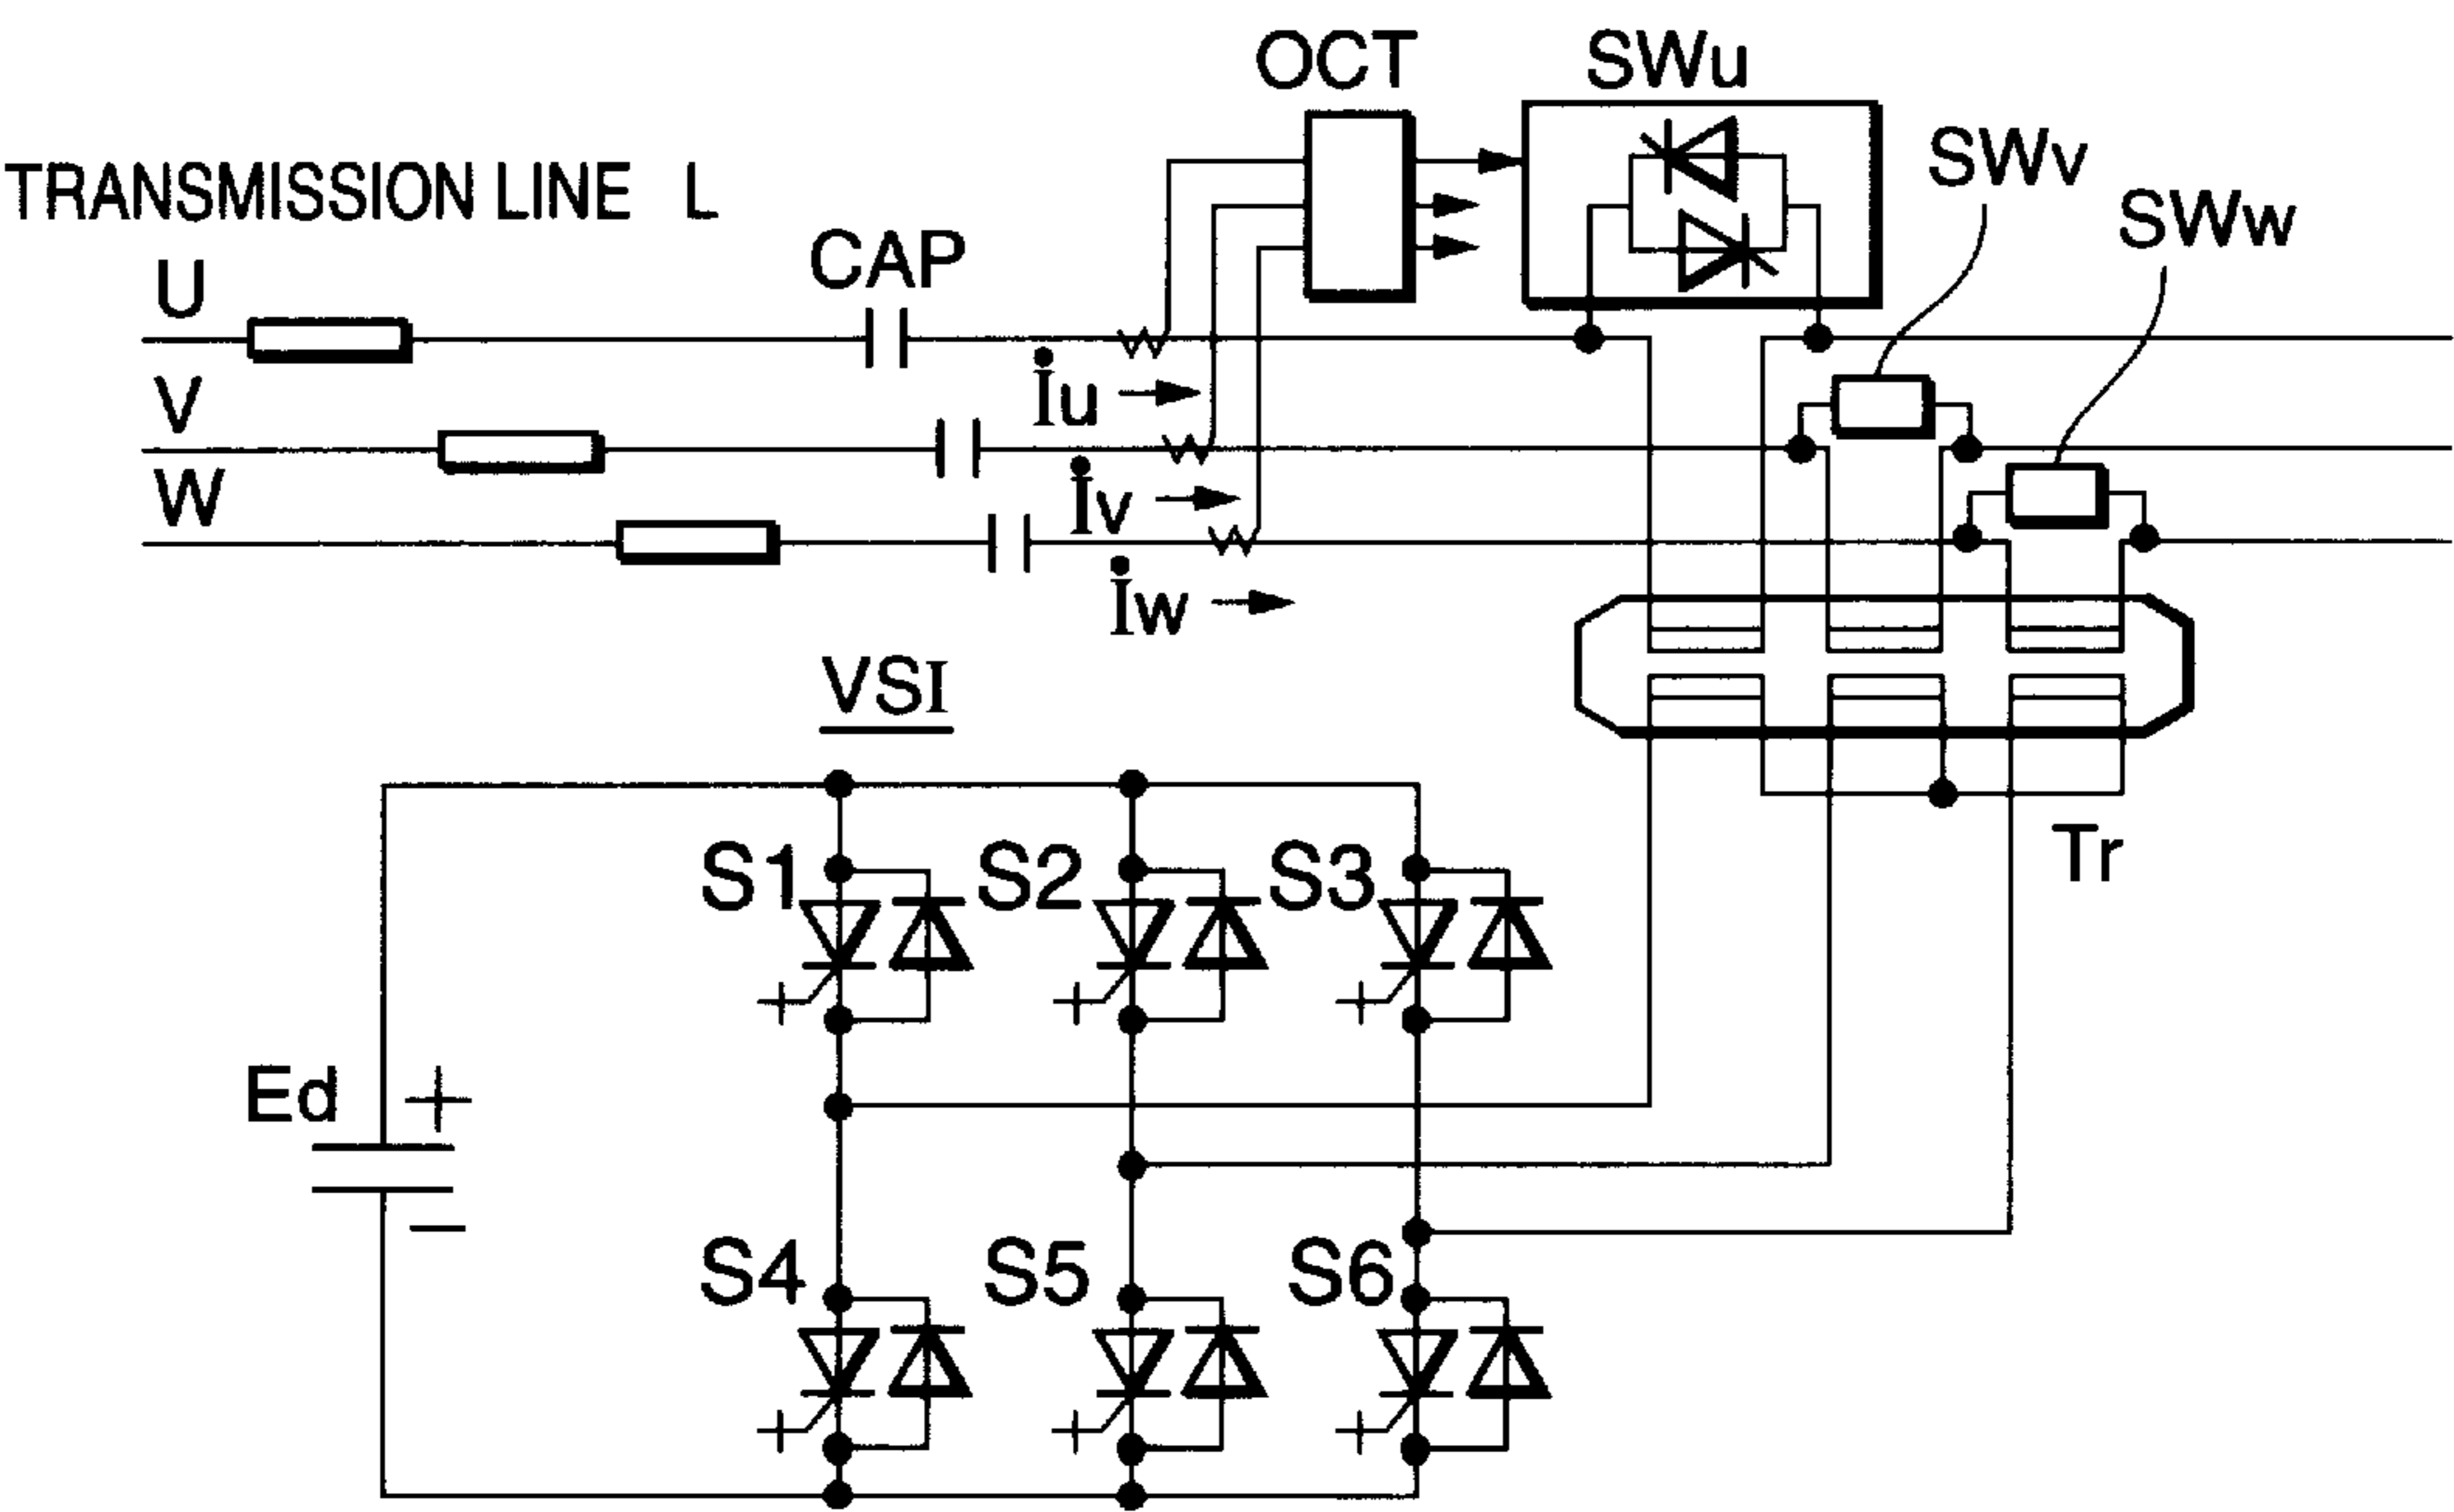 OCT
SWu
SWv
SWw
TRANSMISSION LINE L
CAP
U
iu
V
iv
W
iw
VSI
Tr
S1
S2
S3
Ed
+
−
S4
S5
S6